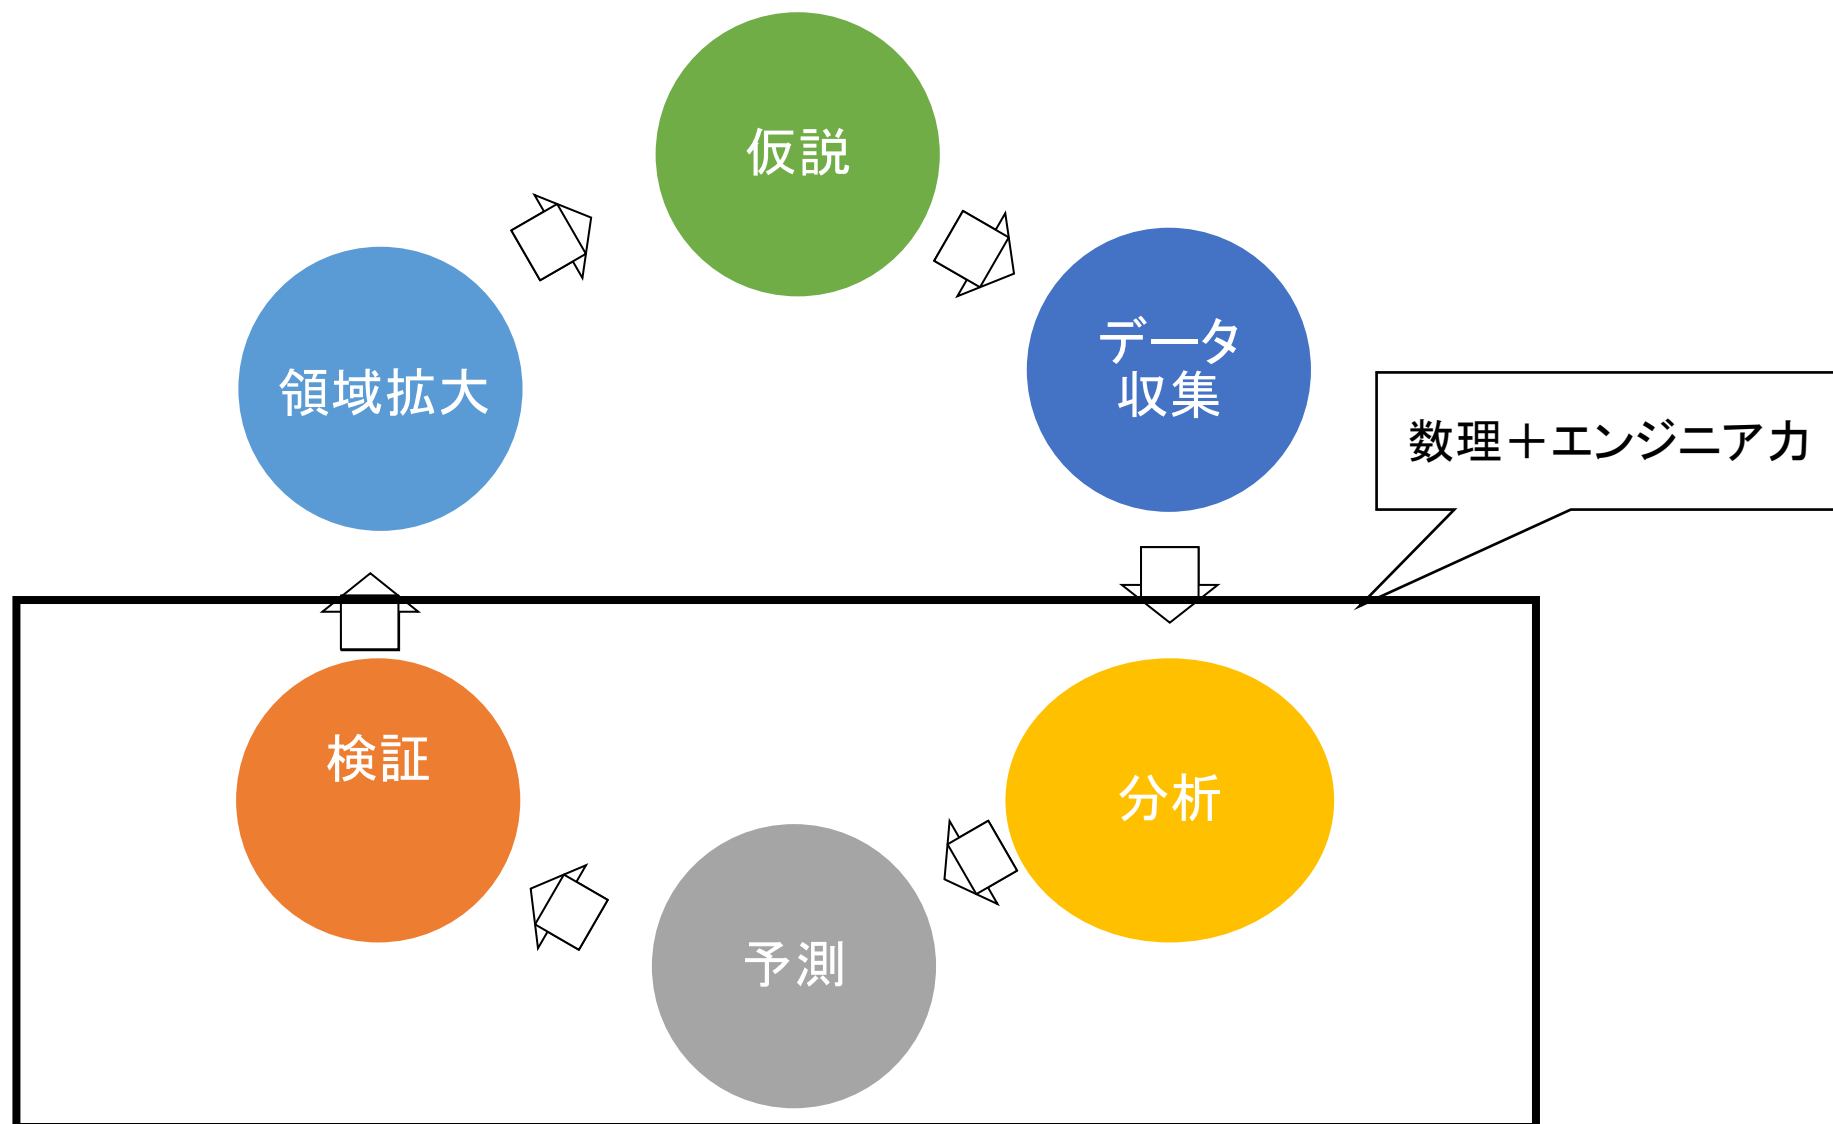 仮説
データ
収集
領域拡大
数理＋エンジニア力
検証
分析
予測